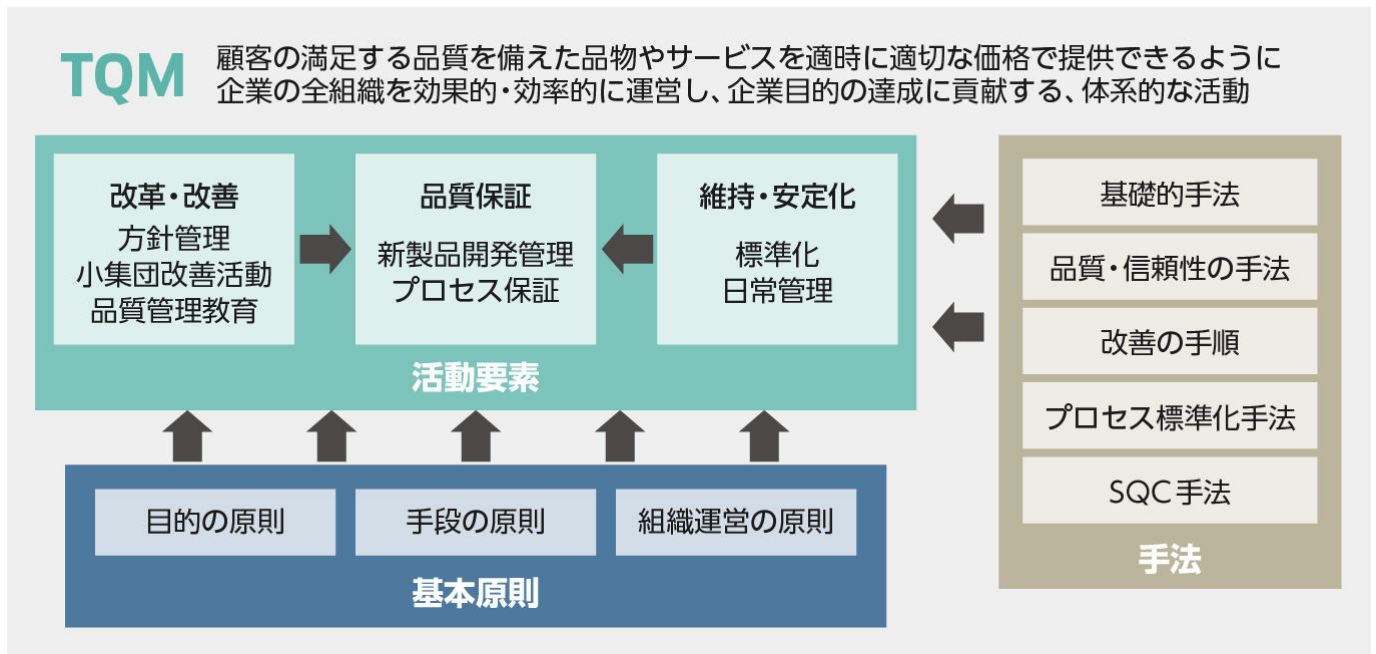 TQM
顧客の満足する品質を備えた品物やサービスを適時に適切な価格で提供できるように
企業の全組織を効果的・効率的に運営し、企業目的の達成に貢献する、体系的な活動
改革・改善
方針管理
小集団改善活動
品質管理教育
品質保証
新製品開発管理
プロセス保証
維持・安定化
標準化
日常管理
活動要素
基礎的手法
品質・信頼性の手法
改善の手順
プロセス標準化手法
SQC手法
手法
目的の原則
手段の原則
組織運営の原則
基本原則